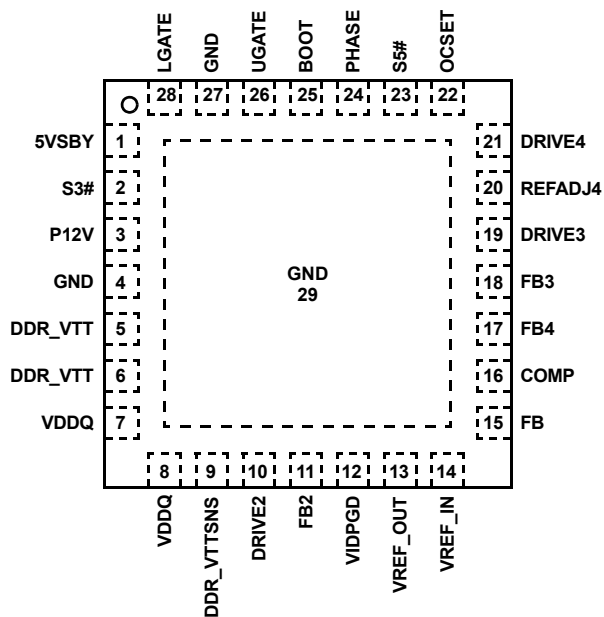 LGATE
GND
UGATE
BOOT
PHASE
S5#
OCSET
28
27
26
25
24
23
22
5VSBY 1
S3# 2
P12V 3
GND 4
DDR_VTT 5
DDR_VTT 6
VDDQ 7
GND
29
21 DRIVE4
20 REFADJ4
19 DRIVE3
18 FB3
17 FB4
16 COMP
15 FB
8
9
10
11
12
13
14
VDDQ
DDR_VTTSNS
DRIVE2
FB2
VIDPGD
VREF_OUT
VREF_IN